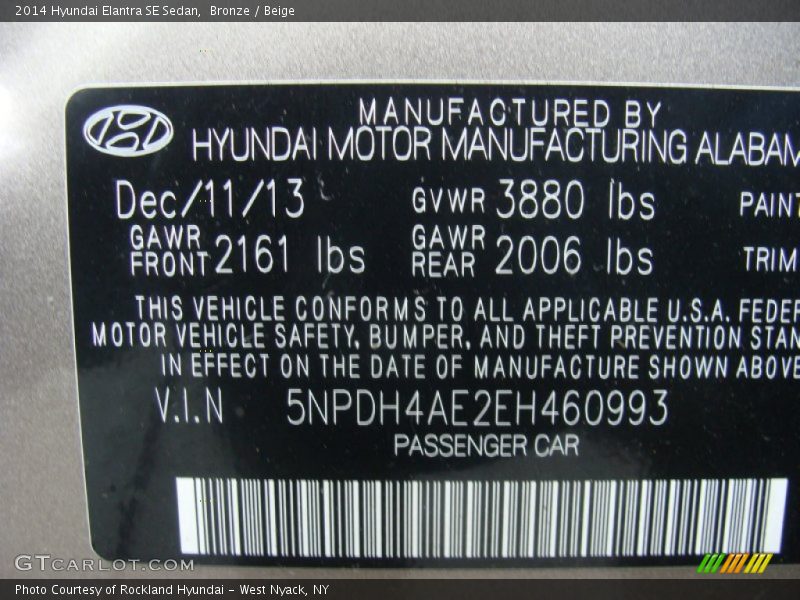 2014 Hyundai Elantra SE Sedan,  Bronze / Beige
MANUFACTURED BY
HYUNDAI MOTOR MANUFACTURING ALABAM
Dec/11/13 GVWR 3880 lbs PAINT
GAWR FRONT 2161 lbs GAWR REAR 2006 lbs TRIM
THIS VEHICLE CONFORMS TO ALL APPLICABLE U.S.A. FEDER
MOTOR VEHICLE SAFETY, BUMPER, AND THEFT PREVENTION STAN
IN EFFECT ON THE DATE OF MANUFACTURE SHOWN ABOVE
V.I.N 5NPDH4AE2EH460993
PASSENGER CAR
GTCARLOT.COM
Photo Courtesy of Rockland Hyundai - West Nyack, NY